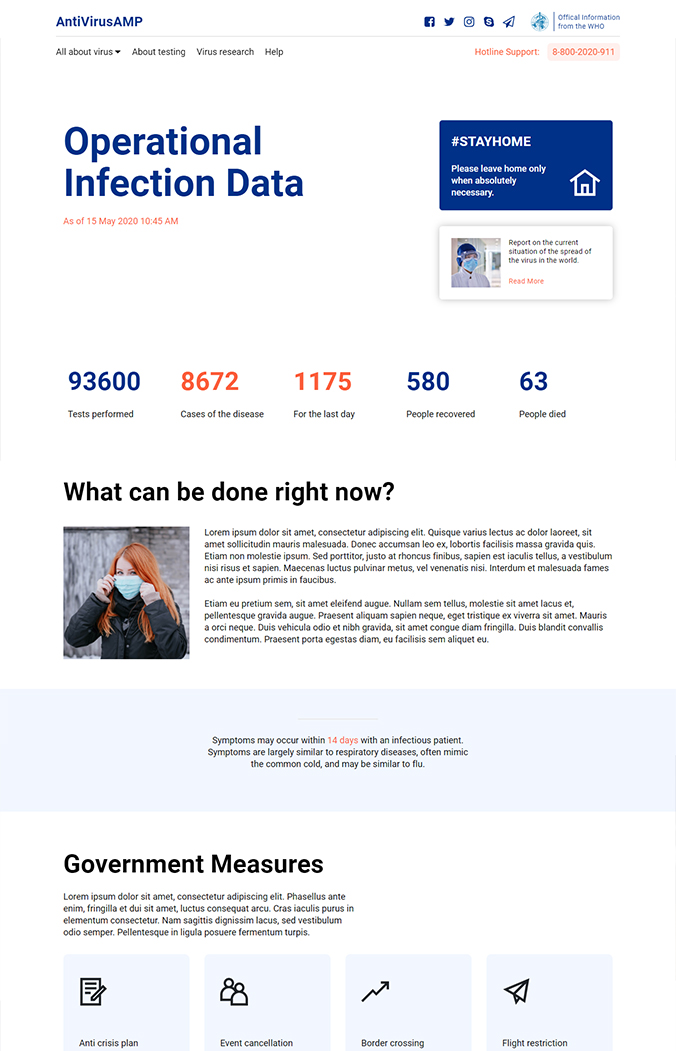 AntiVirusAMP
Offical Information
from the WHO
All about virus About testing Virus research Help
Hotline Support: 8-800-2020-911
Operational
Infection Data
As of 15 May 2020 10:45 AM
#STAYHOME
Please leave home only
when absolutely
necessary.
Report on the current
situation of the spread of
the virus in the world.
Read More
93600 8672 1175 580 63
Tests performed Cases of the disease For the last day People recovered People died
What can be done right now?
Lorem ipsum dolor sit amet, consectetur adipiscing elit. Quisque varius lectus ac dolor laoreet, sit
amet sollicitudin mauris malesuada. Donec accumsan leo ex, lobortis facilisis massa gravida quis.
Etiam non molestie ipsum. Sed porttitor, justo at rhoncus finibus, sapien est iaculis tellus, a vestibulum
nisi risus et sapien. Maecenas luctus pulvinar metus, vel venenatis nisi. Interdum et malesuada fames
ac ante ipsum primis in faucibus.
Etiam eu pretium sem, sit amet eleifend augue. Nullam sem tellus, molestie sit amet lacus et,
pellentesque gravida augue. Praesent aliquam sapien neque, eget tristique ex viverra sit amet. Mauris
a orci neque. Duis vehicula odio et nibh gravida, sit amet congue diam fringilla. Duis blandit convallis
condimentum. Praesent porta egestas diam, eu facilisis sem aliquet eu.
Symptoms may occur within 14 days with an infectious patient.
Symptoms are largely similar to respiratory diseases, often mimic
the common cold, and may be similar to flu.
Government Measures
Lorem ipsum dolor sit amet, consectetur adipiscing elit. Phasellus ante
enim, fringilla et dui sit amet, luctus consequat arcu. Cras iaculis purus in
elementum consectetur. Nam sagittis dignissim lacus, sed vestibulum
odio semper. Pellentesque in ligula posuere fermentum turpis.
Anti crisis plan Event cancellation Border crossing Flight restriction